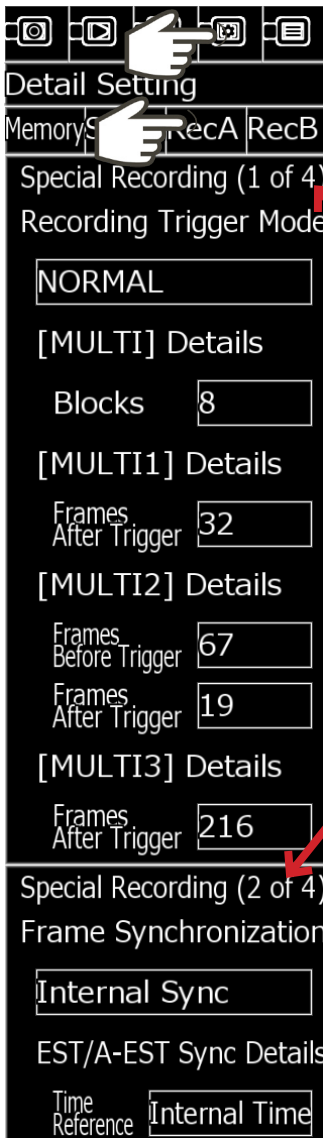 Detail Setting
Memory RecA RecB
Special Recording (1 of 4)
Recording Trigger Mode
NORMAL
[MULTI] Details
Blocks 8
[MULTI1] Details
Frames
After Trigger 32
[MULTI2] Details
Frames
Before Trigger 67
Frames
After Trigger 19
[MULTI3] Details
Frames
After Trigger 216
Special Recording (2 of 4)
Frame Synchronization
Internal Sync
EST/A-EST Sync Details
Time
Reference Internal Time